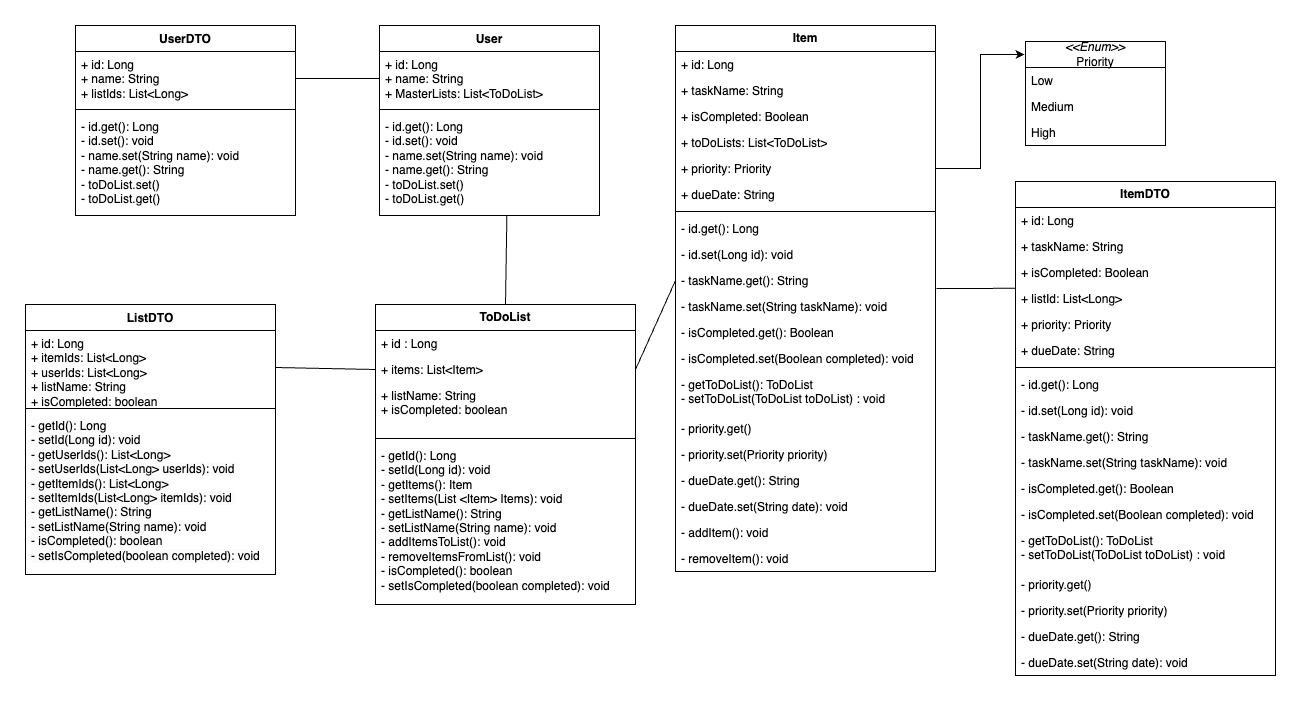 UserDTO
+ id: Long
+ name: String
+ listIds: List<Long>
- id.get(): Long
- id.set(): void
- name.set(String name): void
- name.get(): String
- toDoList.set()
- toDoList.get()
User
+ id: Long
+ name: String
+ MasterLists: List<ToDoList>
- id.get(): Long
- id.set(): void
- name.set(String name): void
- name.get(): String
- toDoList.set()
- toDoList.get()
Item
+ id: Long
+ taskName: String
+ isCompleted: Boolean
+ toDoLists: List<ToDoList>
+ priority: Priority
+ dueDate: String
- id.get(): Long
- id.set(Long id): void
- taskName.get(): String
- taskName.set(String taskName): void
- isCompleted.get(): Boolean
- isCompleted.set(Boolean completed): void
- getToDoList(): ToDoList
- setToDoList(ToDoList toDoList) : void
- priority.get()
- priority.set(Priority priority)
- dueDate.get(): String
- dueDate.set(String date): void
- addItem(): void
- removeItem(): void
<<Enum>>
Priority
Low
Medium
High
ItemDTO
+ id: Long
+ taskName: String
+ isCompleted: Boolean
+ listId: List<Long>
+ priority: Priority
+ dueDate: String
- id.get(): Long
- id.set(Long id): void
- taskName.get(): String
- taskName.set(String taskName): void
- isCompleted.get(): Boolean
- isCompleted.set(Boolean completed): void
- getToDoList(): ToDoList
- setToDoList(ToDoList toDoList) : void
- priority.get()
- priority.set(Priority priority)
- dueDate.get(): String
- dueDate.set(String date): void
ListDTO
+ id: Long
+ itemIds: List<Long>
+ userIds: List<Long>
+ listName: String
+ isCompleted: boolean
- getId(): Long
- setId(Long id): void
- getUserIds(): List<Long>
- setUserIds(List<Long> userIds): void
- getItemIds(): List<Long>
- setItemIds(List<Long> itemIds): void
- getListName(): String
- setListName(String name): void
- isCompleted(): boolean
- setIsCompleted(boolean completed): void
ToDoList
+ id : Long
+ items: List<Item>
+ listName: String
+ isCompleted: boolean
- getId(): Long
- setId(Long id): void
- getItems(): Item
- setItems(List <Item> Items): void
- getListName(): String
- setListName(String name): void
- addItemsToList(): void
- removeItemsFromList(): void
- isCompleted(): boolean
- setIsCompleted(boolean completed): void